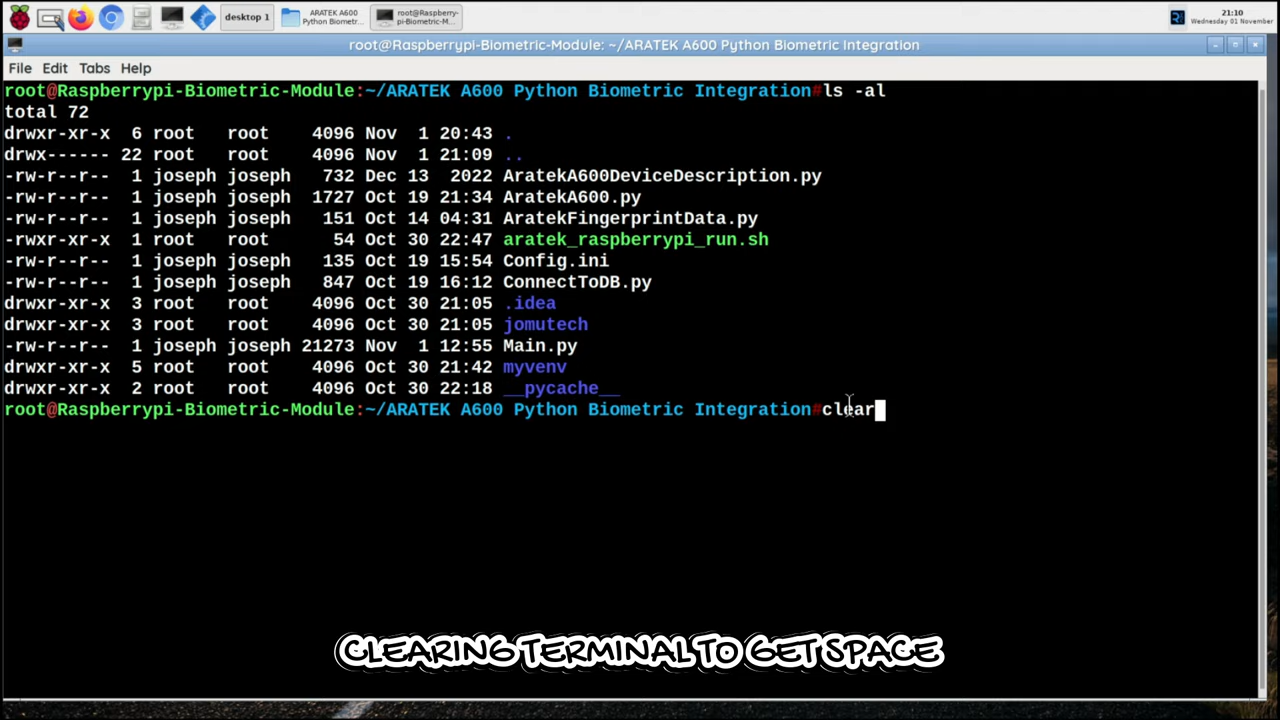 desktop 1
ARATEK A600
Python Biometr...
root@Raspberry-
pi-Biometric-M...
21:10
Wednesday 01 November
root@Raspberrypi-Biometric-Module: ~/ARATEK A600 Python Biometric Integration
File Edit Tabs Help
root@Raspberrypi-Biometric-Module:~/ARATEK A600 Python Biometric Integration#ls -al
total 72
drwxr-xr-x  6 root   root    4096 Nov  1 20:43 .
drwx------ 22 root   root    4096 Nov  1 21:09 ..
-rw-r--r--  1 joseph joseph   732 Dec 13  2022 AratekA600DeviceDescription.py
-rw-r--r--  1 joseph joseph  1727 Oct 19 21:34 AratekA600.py
-rw-r--r--  1 joseph joseph   151 Oct 14 04:31 AratekFingerprintData.py
-rwxr-xr-x  1 root   root      54 Oct 30 22:47 aratek_raspberrypi_run.sh
-rw-r--r--  1 joseph joseph   135 Oct 19 15:54 Config.ini
-rw-r--r--  1 joseph joseph   847 Oct 19 16:12 ConnectToDB.py
drwxr-xr-x  3 root   root    4096 Oct 30 21:05 .idea
drwxr-xr-x  3 root   root    4096 Oct 30 21:05 jomutech
-rw-r--r--  1 joseph joseph 21273 Nov  1 12:55 Main.py
drwxr-xr-x  5 root   root    4096 Oct 30 21:42 myvenv
drwxr-xr-x  2 root   root    4096 Oct 30 22:18 __pycache__
root@Raspberrypi-Biometric-Module:~/ARATEK A600 Python Biometric Integration#clear
CLEARING TERMINAL TO GET SPACE